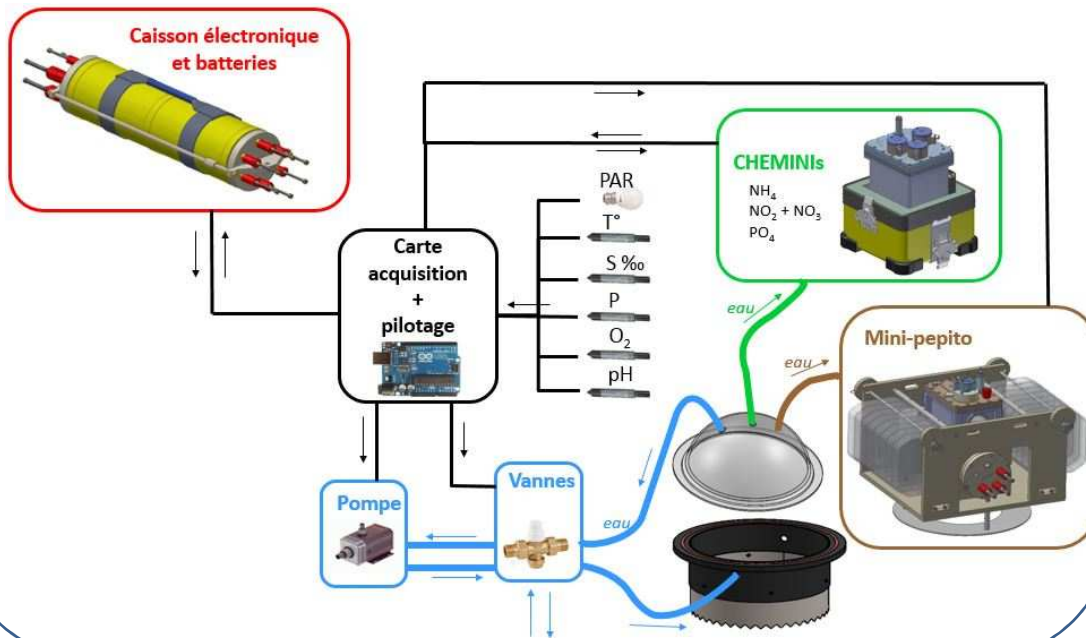 Caisson électronique
et batteries
CHEMINIs
NH4
NO2 + NO3
PO4
PAR
T°
S ‰
P
O2
pH
Carte
acquisition
+
pilotage
eau
Mini-pepito
eau
Pompe
Vannes
eau